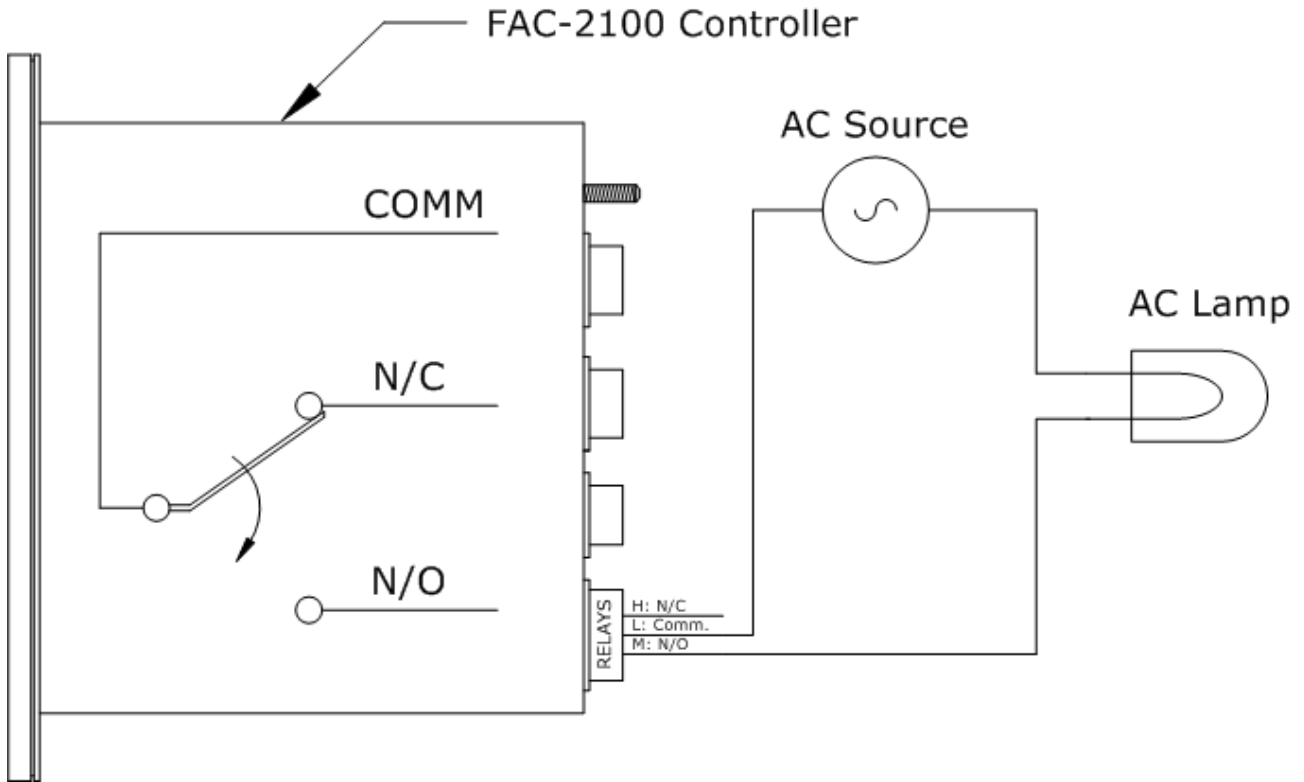 FAC-2100 Controller
AC Source
COMM
AC Lamp
N/C
N/O
RELAYS
H: N/C
L: Comm.
M: N/O